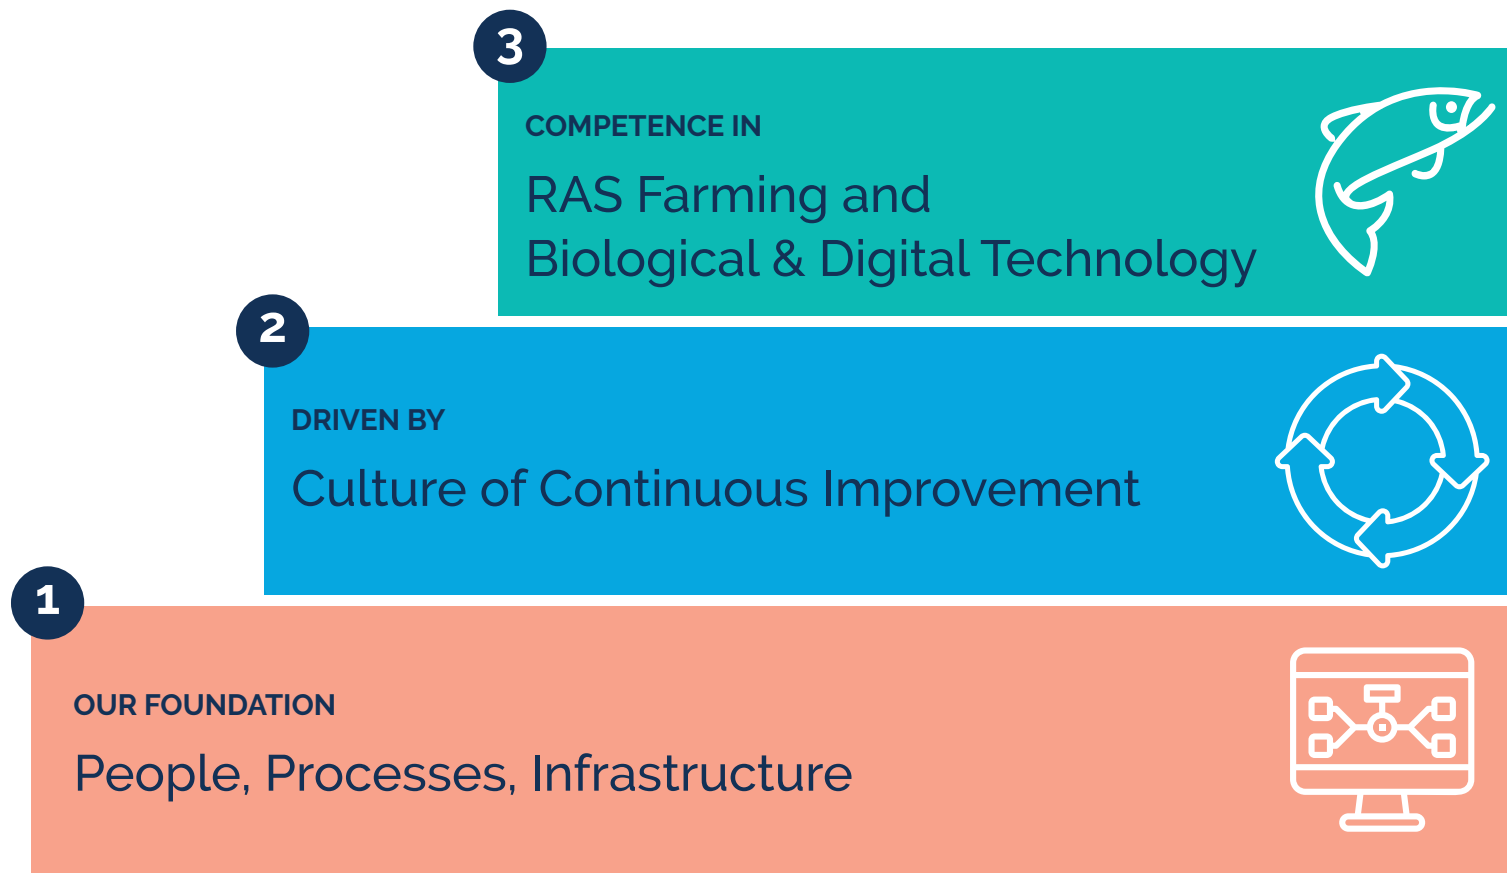 3
COMPETENCE IN
RAS Farming and
Biological & Digital Technology
2
DRIVEN BY
Culture of Continuous Improvement
1
OUR FOUNDATION
People, Processes, Infrastructure